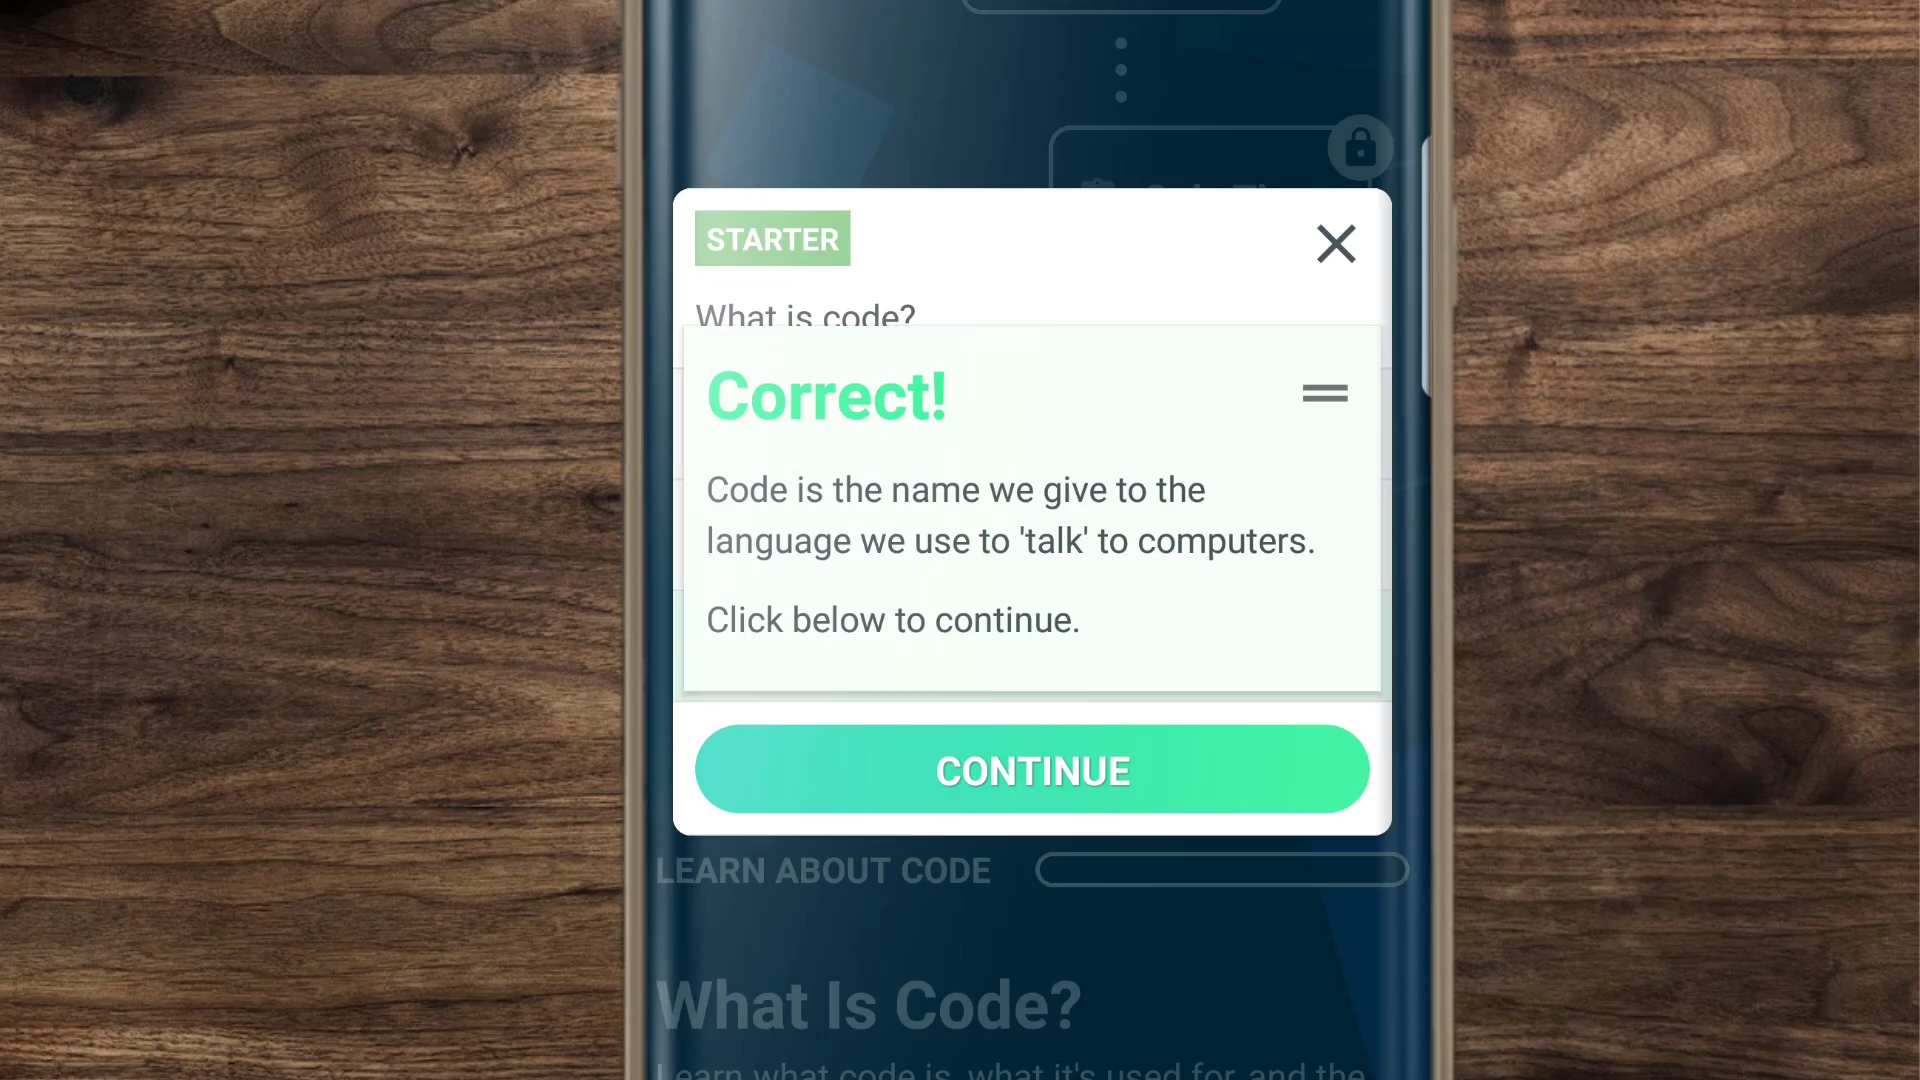 STARTER
What is code?
Correct!
Code is the name we give to the
language we use to 'talk' to computers.
Click below to continue.
CONTINUE
LEARN ABOUT CODE
What Is Code?
Learn what code is, what it's used for, and the